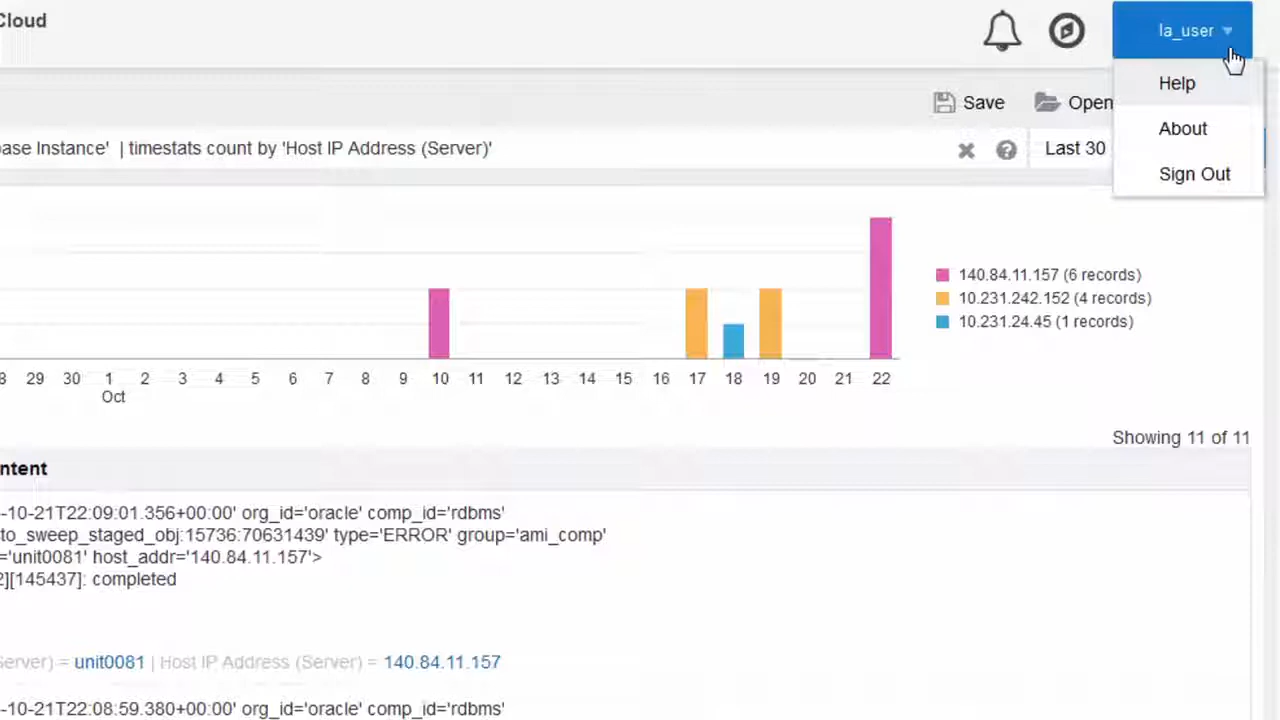 Cloud
la_user
Help
Save
Open
About
ase Instance' | timestats count by 'Host IP Address (Server)'
Last 30
Sign Out
140.84.11.157 (6 records)
10.231.242.152 (4 records)
10.231.24.45 (1 records)
8 29 30 1 2 3 4 5 6 7 8 9 10 11 12 13 14 15 16 17 18 19 20 21 22
Oct
Showing 11 of 11
ntent
-10-21T22:09:01.356+00:00' org_id='oracle' comp_id='rdbms'
to_sweep_staged_obj:15736:70631439' type='ERROR' group='ami_comp'
='unit0081' host_addr='140.84.11.157'>
2][145437]: completed
Server) = unit0081 | Host IP Address (Server) = 140.84.11.157
-10-21T22:08:59.380+00:00' org_id='oracle' comp_id='rdbms'